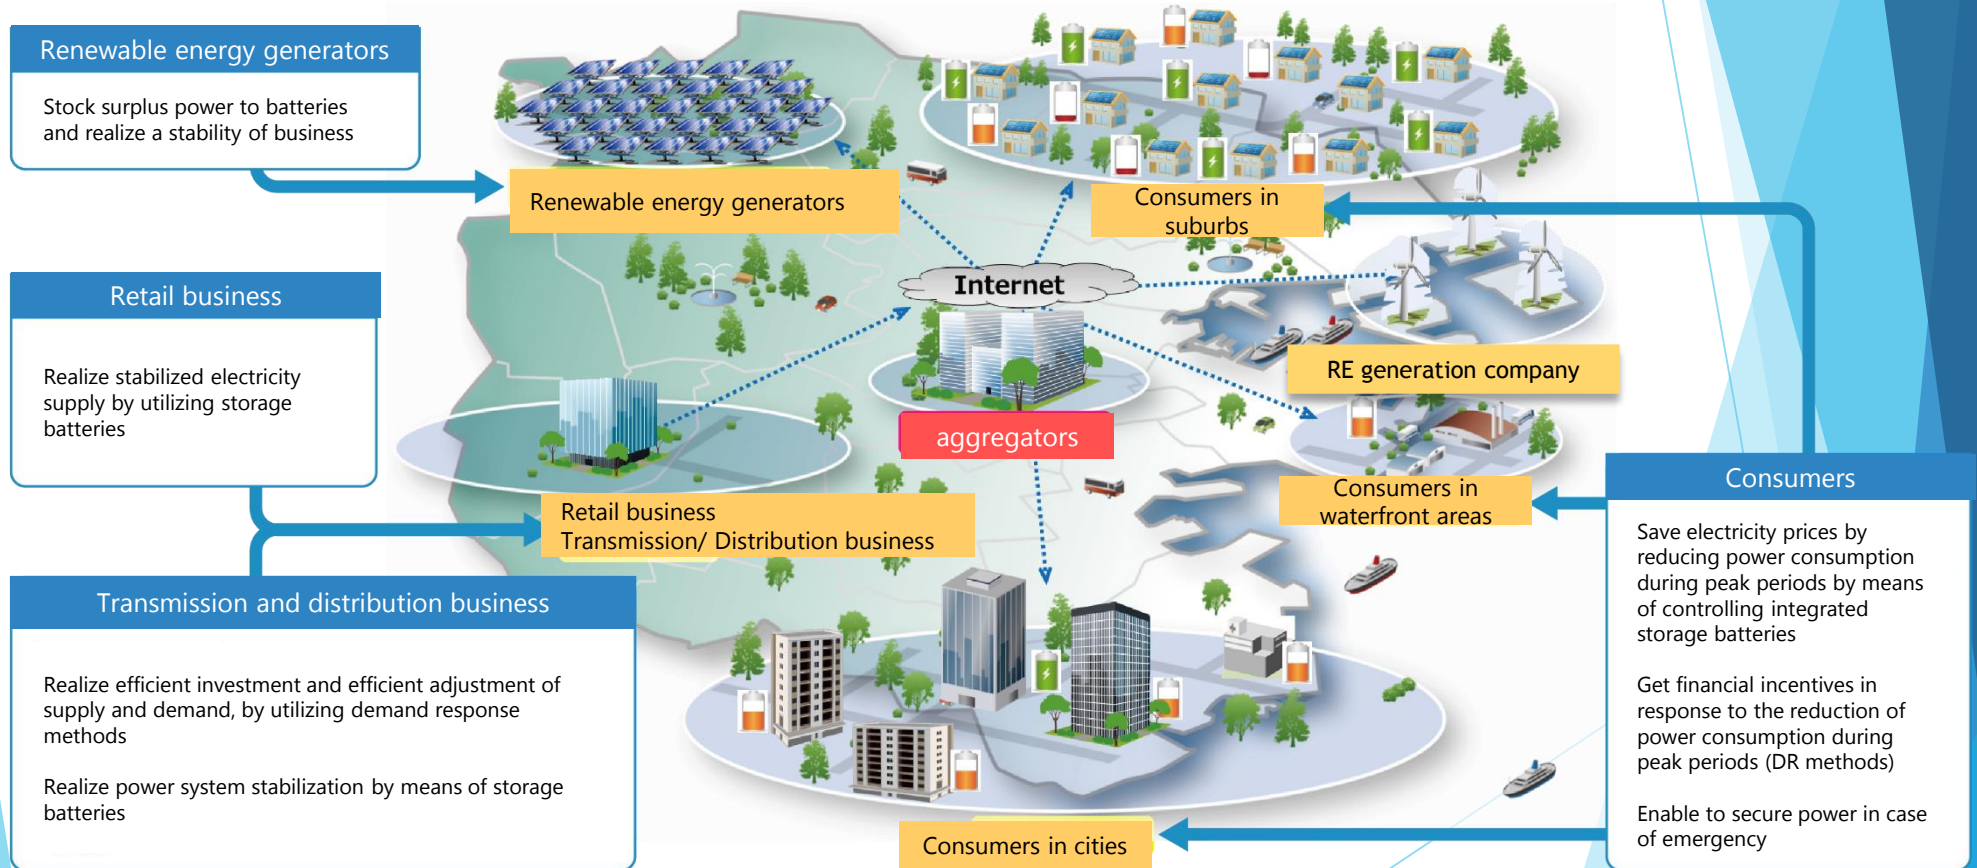 Renewable energy generators
Stock surplus power to batteries
and realize a stability of business
Renewable energy generators
Consumers in
suburbs
Retail business
Realize stabilized electricity
supply by utilizing storage
batteries
Internet
RE generation company
aggregators
Consumers in
waterfront areas
Retail business
Transmission/ Distribution business
Transmission and distribution business
Realize efficient investment and efficient adjustment of
supply and demand, by utilizing demand response
methods
Realize power system stabilization by means of storage
batteries
Consumers
Save electricity prices by
reducing power consumption
during peak periods by means
of controlling integrated
storage batteries
Get financial incentives in
response to the reduction of
power consumption during
peak periods (DR methods)
Enable to secure power in case
of emergency
Consumers in cities